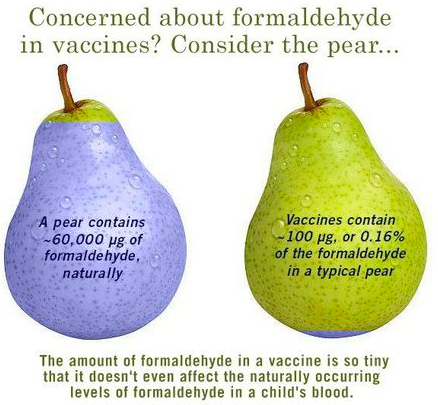 Concerned about formaldehyde
in vaccines? Consider the pear...
A pear contains
~60,000 µg of
formaldehyde,
naturally
Vaccines contain
~100 µg, or 0.16%
of the formaldehyde
in a typical pear
The amount of formaldehyde in a vaccine is so tiny
that it doesn't even affect the naturally occurring
levels of formaldehyde in a child's blood.